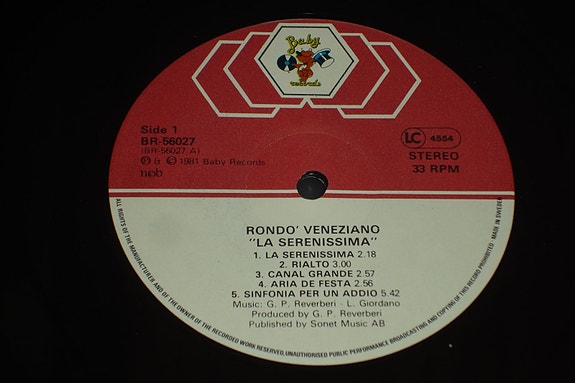 Baby
records
Side 1
BR-56027
(BR-56027 A)
℗ & © 1981 Baby Records
ncb
LC 4554
STEREO
33 RPM
RONDO' VENEZIANO
"LA SERENISSIMA"
1. LA SERENISSIMA 2.18
2. RIALTO 3.00
3. CANAL GRANDE 2.57
4. ARIA DE FESTA 2.56
5. SINFONIA PER UN ADDIO 5.42
Music: G. P. Reverberi - L. Giordano
Produced by G. P. Reverberi
Published by Sonet Music AB
ALL RIGHTS OF THE MANUFACTURER AND OF THE OWNER OF THE RECORDED WORK RESERVED, UNAUTHORISED PUBLIC PERFORMANCE BROADCASTING AND COPYING OF THIS RECORD PROHIBITED · MADE IN SWEDEN